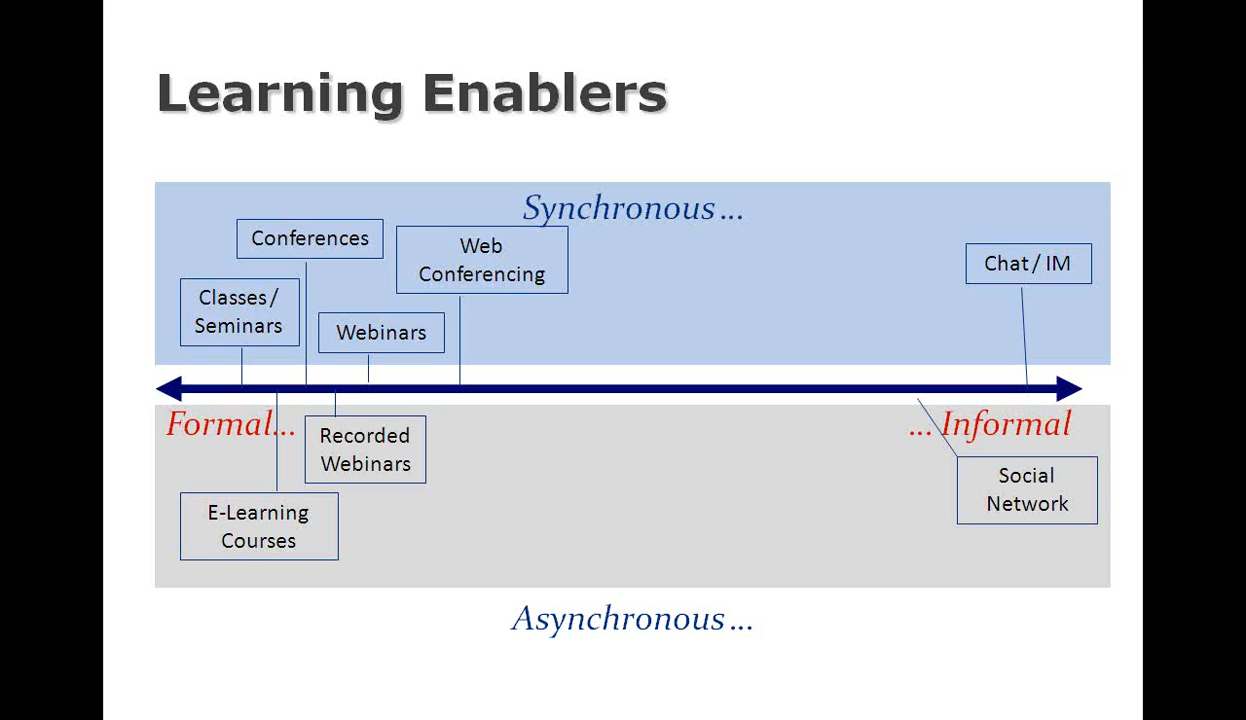 Learning Enablers
Synchronous ...
Conferences
Web
Conferencing
Chat / IM
Classes /
Seminars
Webinars
Formal...
... Informal
Recorded
Webinars
Social
Network
E-Learning
Courses
Asynchronous ...